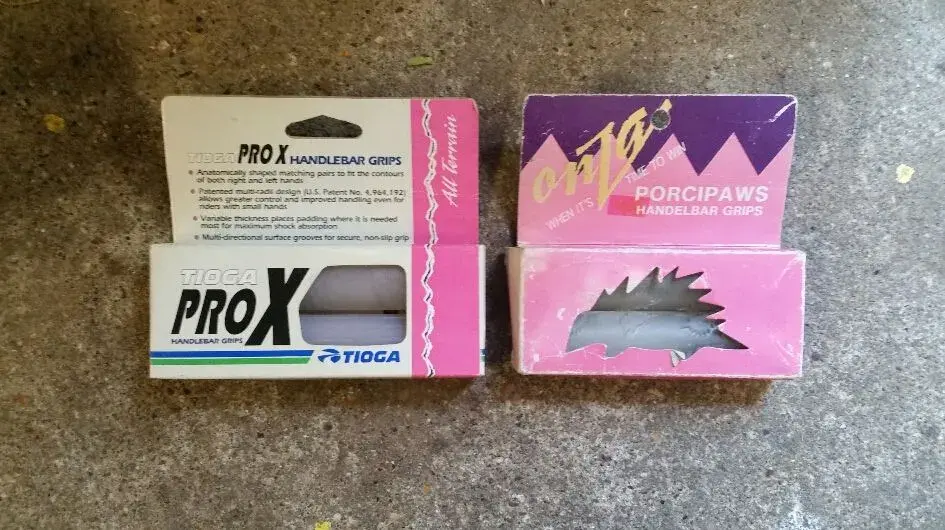 TIOGA PRO X HANDLEBAR GRIPS
• Anatomically shaped matching pairs to fit the contours
of both right and left hands
• Patented multi-radii design (U.S. Patent No. 4,964,192)
allows greater control and improved handling even for
riders with small hands
• Variable thickness places padding where it is needed
most for maximum shock absorption
• Multi-directional surface grooves for secure, non-slip grip
All Terrain
TIOGA
PRO X
HANDLEBAR GRIPS
TIOGA
onZa
WHEN IT'S TIME TO WIN
PORCIPAWS
HANDELBAR GRIPS